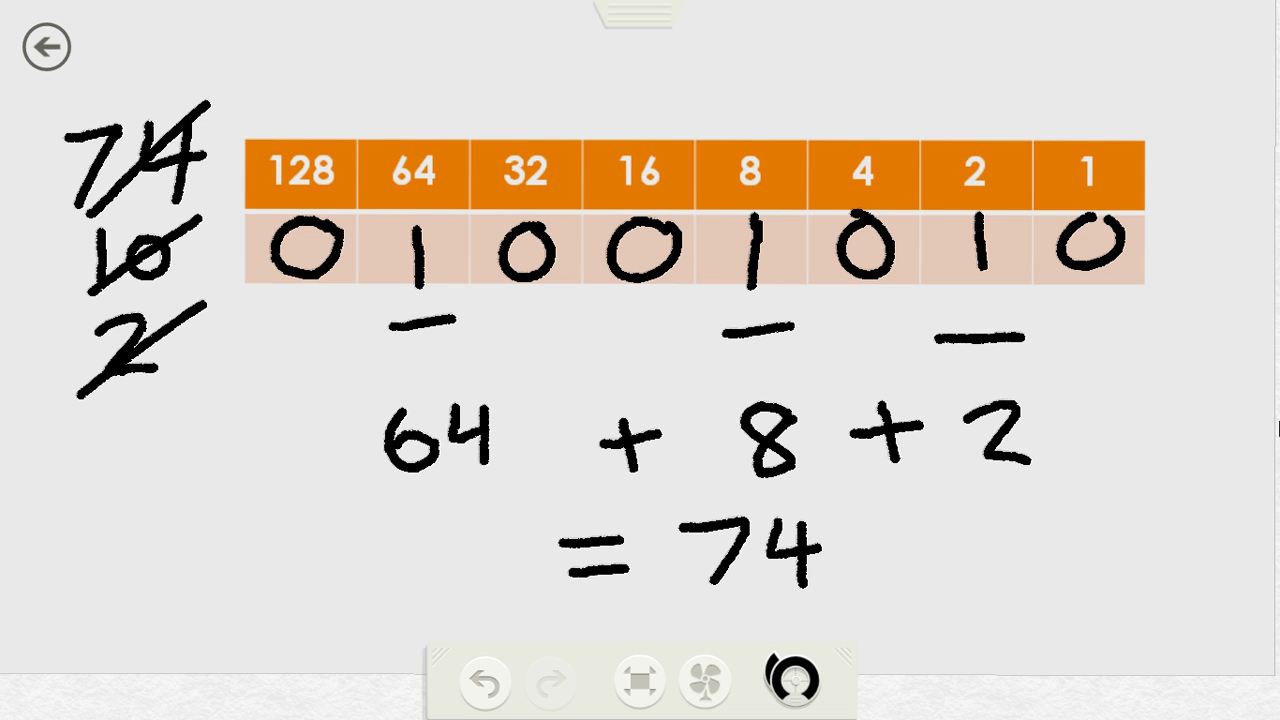 74
10
2
128 64 32 16 8 4 2 1
0 1 0 0 1 0 1 0
64 + 8 + 2
= 74